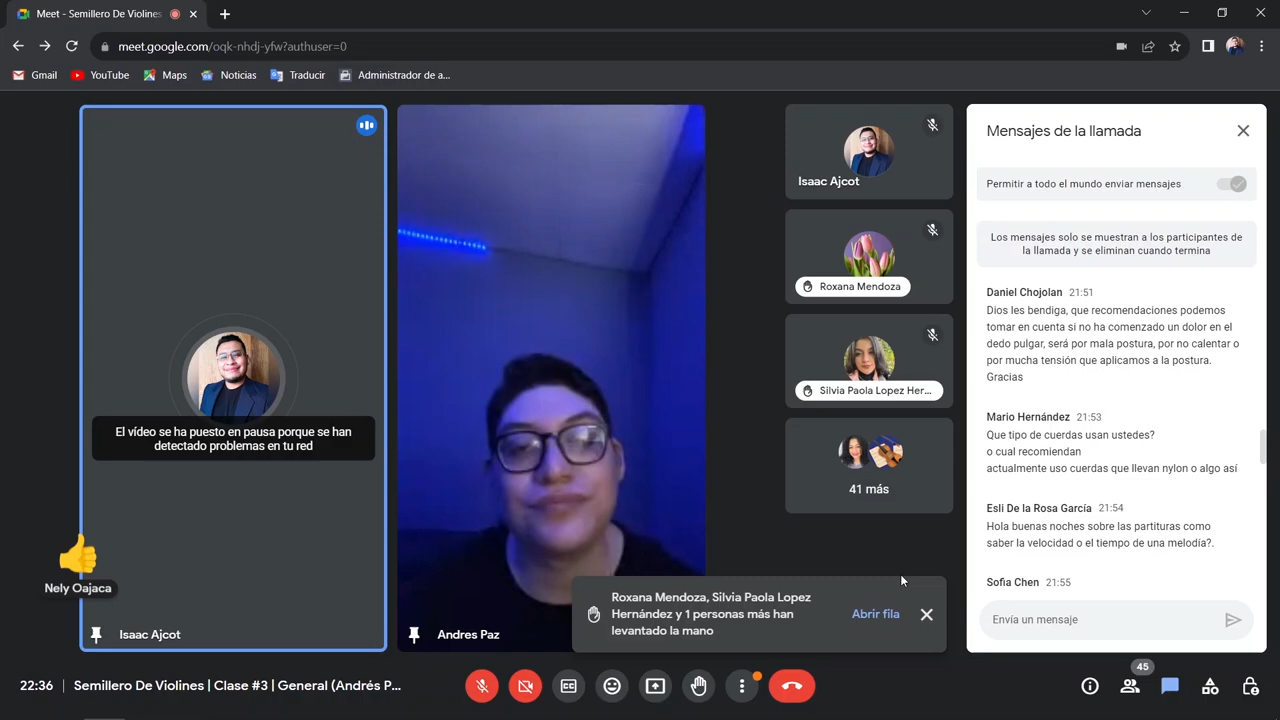 Meet - Semillero De Violines
meet.google.com/oqk-nhdj-yfw?authuser=0
Gmail
YouTube
Maps
Noticias
Traducir
Administrador de a...
El vídeo se ha puesto en pausa porque se han
detectado problemas en tu red
Nely Oajaca
Isaac Ajcot
Andres Paz
Isaac Ajcot
Roxana Mendoza
Silvia Paola Lopez Her...
41 más
Roxana Mendoza, Silvia Paola Lopez
Hernández y 1 personas más han
levantado la mano
Abrir fila
Mensajes de la llamada
Permitir a todo el mundo enviar mensajes
Los mensajes solo se muestran a los participantes de
la llamada y se eliminan cuando termina
Daniel Chojolan 21:51
Dios les bendiga, que recomendaciones podemos
tomar en cuenta si no ha comenzado un dolor en el
dedo pulgar, será por mala postura, por no calentar o
por mucha tensión que aplicamos a la postura.
Gracias
Mario Hernández 21:53
Que tipo de cuerdas usan ustedes?
o cual recomiendan
actualmente uso cuerdas que llevan nylon o algo así
Esli De la Rosa García 21:54
Hola buenas noches sobre las partituras como
saber la velocidad o el tiempo de una melodía?.
Sofia Chen 21:55
Envía un mensaje
22:36 | Semillero De Violines | Clase #3 | General (Andrés P...
45